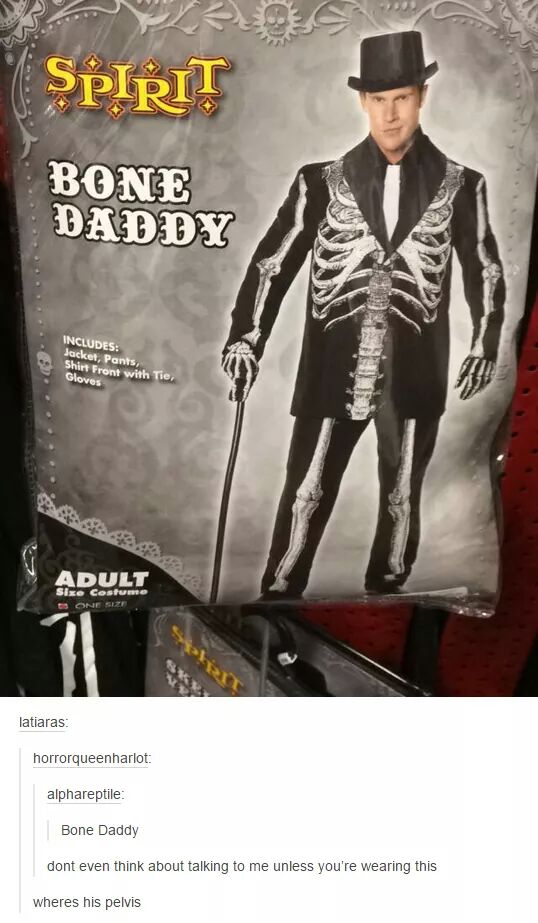 SPIRIT
BONE
DADDY
INCLUDES:
Jacket, Pants,
Shirt Front with Tie,
Gloves
ADULT
Size Costume
ONE SIZE
SPIRIT
latiaras:
horrorqueenharlot:
alphareptile:
Bone Daddy
dont even think about talking to me unless you're wearing this
wheres his pelvis